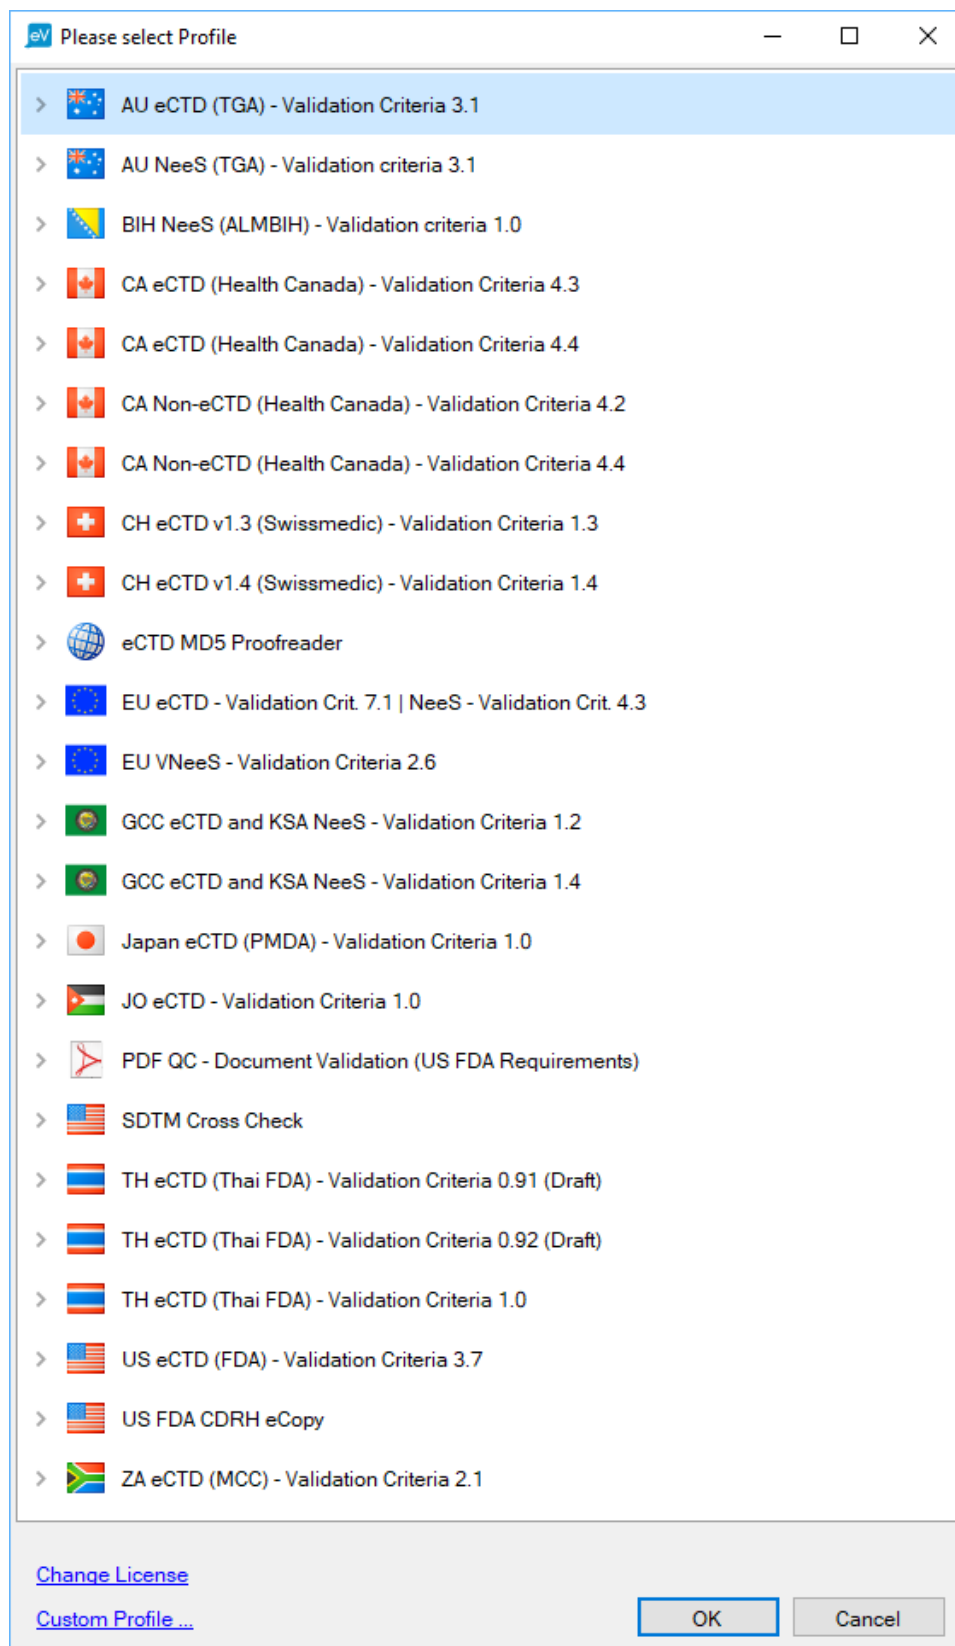 eV Please select Profile
AU eCTD (TGA) - Validation Criteria 3.1
AU NeeS (TGA) - Validation criteria 3.1
BIH NeeS (ALMBIH) - Validation criteria 1.0
CA eCTD (Health Canada) - Validation Criteria 4.3
CA eCTD (Health Canada) - Validation Criteria 4.4
CA Non-eCTD (Health Canada) - Validation Criteria 4.2
CA Non-eCTD (Health Canada) - Validation Criteria 4.4
CH eCTD v1.3 (Swissmedic) - Validation Criteria 1.3
CH eCTD v1.4 (Swissmedic) - Validation Criteria 1.4
eCTD MD5 Proofreader
EU eCTD - Validation Crit. 7.1 | NeeS - Validation Crit. 4.3
EU VNeeS - Validation Criteria 2.6
GCC eCTD and KSA NeeS - Validation Criteria 1.2
GCC eCTD and KSA NeeS - Validation Criteria 1.4
Japan eCTD (PMDA) - Validation Criteria 1.0
JO eCTD - Validation Criteria 1.0
PDF QC - Document Validation (US FDA Requirements)
SDTM Cross Check
TH eCTD (Thai FDA) - Validation Criteria 0.91 (Draft)
TH eCTD (Thai FDA) - Validation Criteria 0.92 (Draft)
TH eCTD (Thai FDA) - Validation Criteria 1.0
US eCTD (FDA) - Validation Criteria 3.7
US FDA CDRH eCopy
ZA eCTD (MCC) - Validation Criteria 2.1
Change License
Custom Profile ...
OK
Cancel